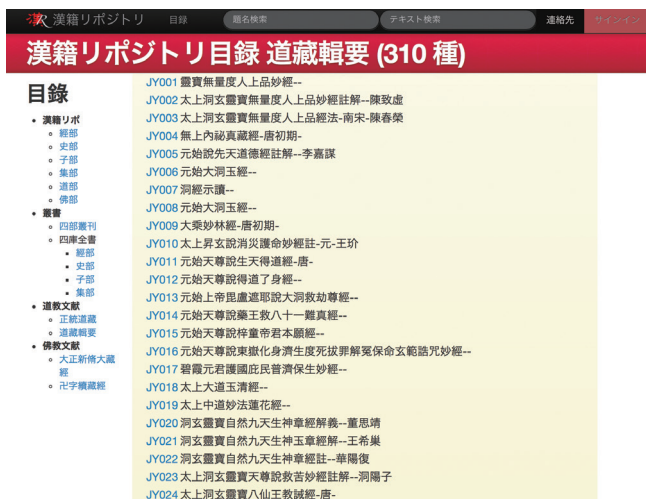 漢籍リポジトリ 目録 題名検索 テキスト検索 連絡先 サインイン
漢籍リポジトリ目録 道藏輯要 (310 種)
目錄
漢籍リポ
經部
史部
子部
集部
道部
佛部
叢書
四部叢刊
四庫全書
經部
史部
子部
集部
道教文献
正統道藏
道藏輯要
佛教文献
大正新脩大藏
經
卍字續藏經
JY001 靈寶無量度人上品妙經--
JY002 太上洞玄靈寶無量度人上品妙經註解--陳致虛
JY003 太上洞玄靈寶無量度人上品經法-南宋-陳春榮
JY004 無上內祕真藏經-唐初期-
JY005 元始說先天道德經註解--李嘉謀
JY006 元始大洞玉經--
JY007 洞經示讀--
JY008 元始大洞玉經--
JY009 大乘妙林經-唐初期-
JY010 太上昇玄說消災護命妙經註-元-王玠
JY011 元始天尊說生天得道經-唐-
JY012 元始天尊說得道了身經--
JY013 元始上帝毘盧遮耶說大洞救劫尊經--
JY014 元始天尊說藥王救八十一難真經--
JY015 元始天尊說梓童帝君本願經--
JY016 元始天尊說東嶽化身濟生度死拔罪解冤保命玄範誥咒妙經--
JY017 碧霞元君護國庇民普濟保生妙經--
JY018 太上大道玉清經--
JY019 太上中道妙法蓮花經--
JY020 洞玄靈寶自然九天生神章經解義--董思靖
JY021 洞玄靈寶自然九天生神玉章經解--王希巢
JY022 洞玄靈寶自然九天生神章經註--華陽復
JY023 太上洞玄靈寶天尊說救苦妙經註解--洞陽子
JY024 太上洞玄靈寶八仙王教誡經-唐-